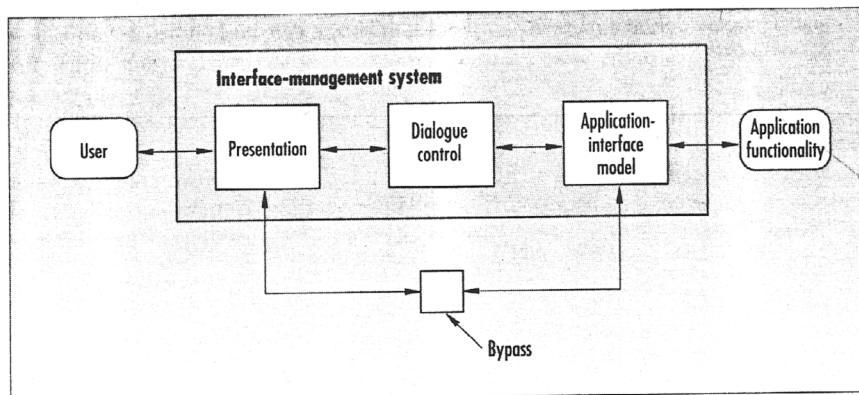 Interface-management system
User
Presentation
Dialogue
control
Application-
interface
model
Application
functionality
Bypass